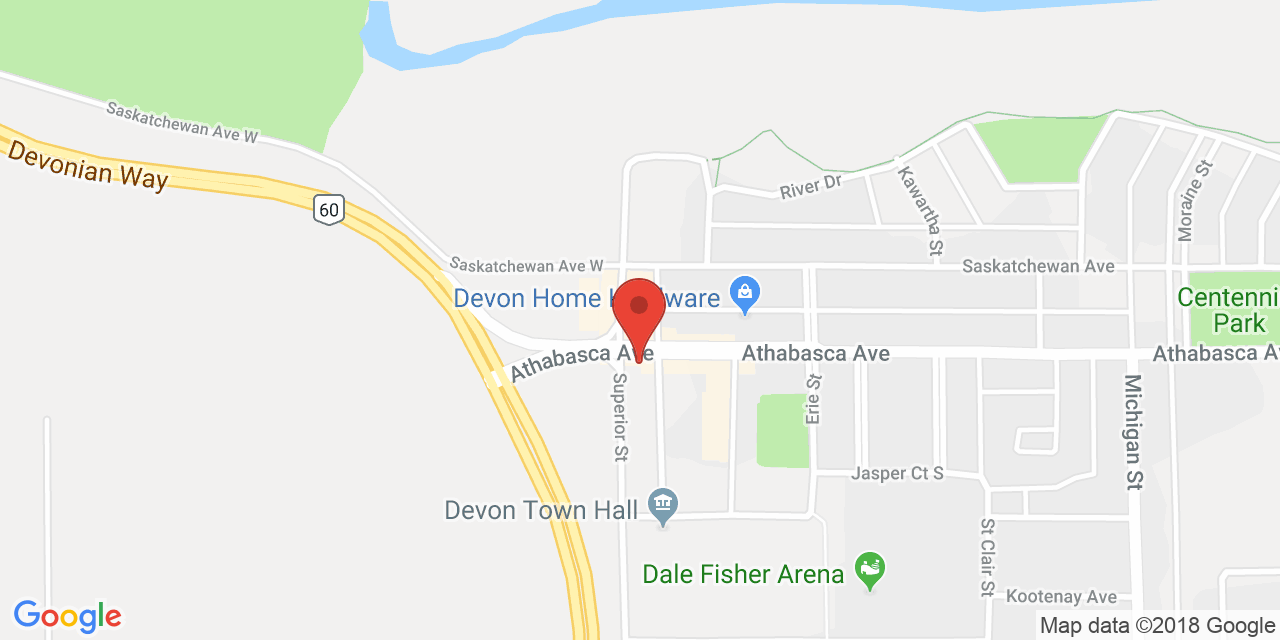 Saskatchewan Ave W
Devonian Way
60
River Dr
Kawartha St
Moraine St
Saskatchewan Ave W
Saskatchewan Ave
Devon Home
Centenni
Park
Athabasca Ave
Athabasca Ave
Athabasca A
Superior St
Erie St
Michigan St
Jasper Ct S
Devon Town Hall
St Clair St
Dale Fisher Arena
Kootenay Ave
Google
Map data ©2018 Google